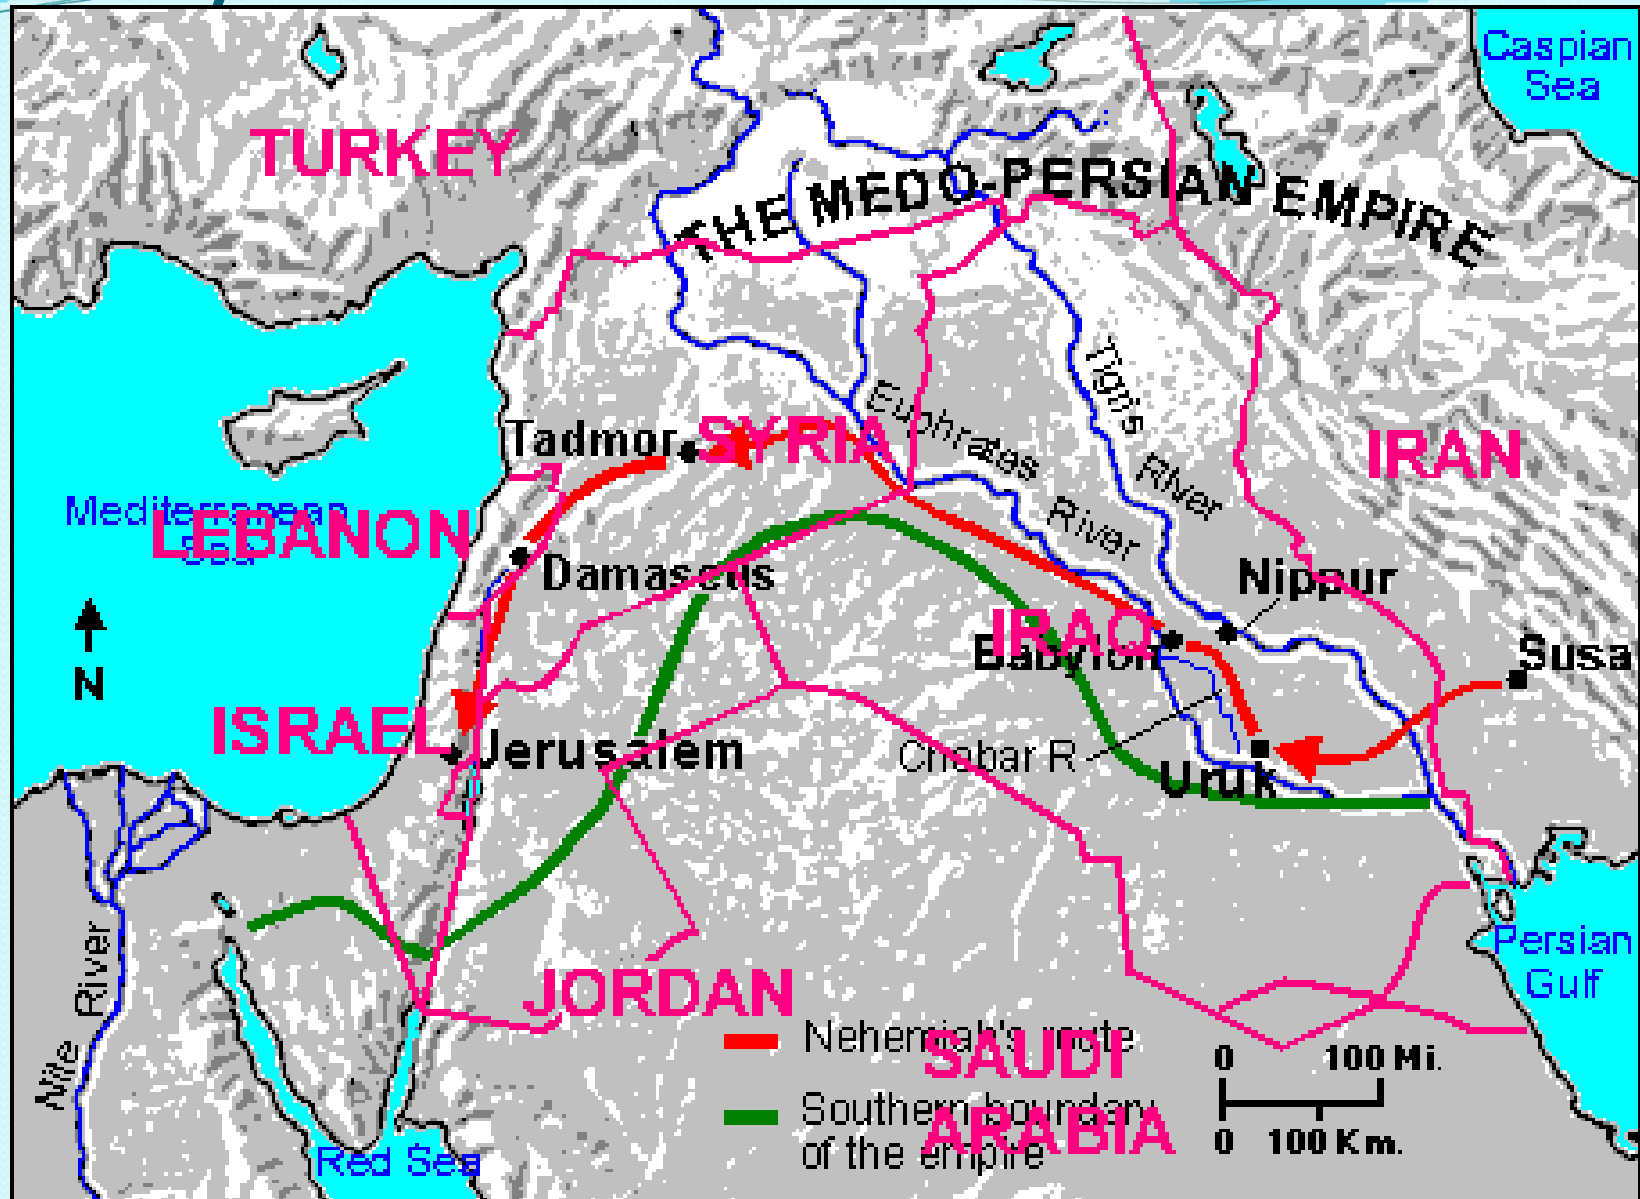 Caspian
Sea
TURKEY
THE MEDO-PERSIAN EMPIRE
Tigris
River
Euphrates
River
Tadmor
SYRIA
IRAN
Mediterranean
Sea
LEBANON
Damascus
Nippur
IRAQ
Babylon
Susa
N
ISRAEL
Jerusalem
Chebar R
Uruk
Persian
Gulf
Nile River
JORDAN
Nehemiah's route
SAUDI
ARABIA
0 100 Mi.
0 100 Km.
Southern boundary
of the empire
Red Sea